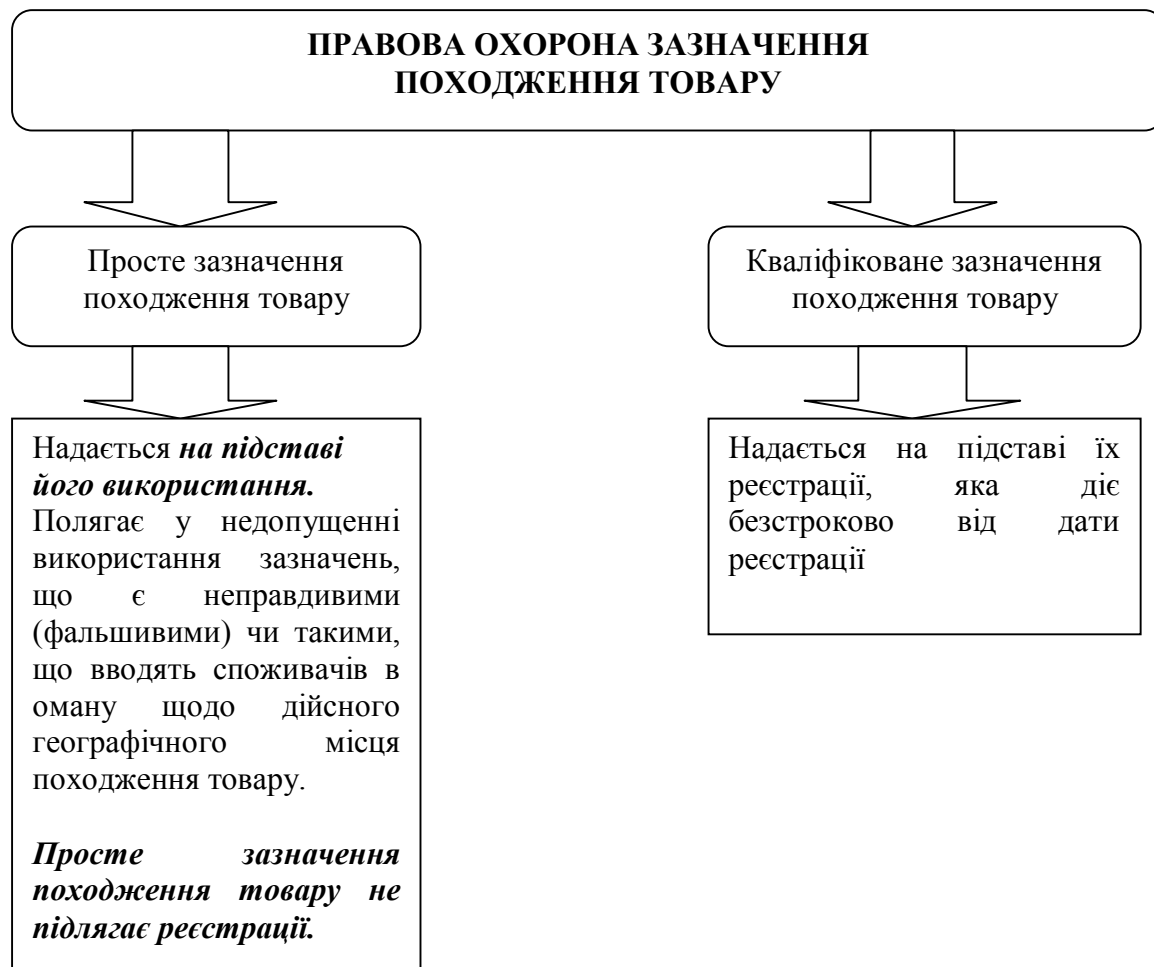 ПРАВОВА ОХОРОНА ЗАЗНАЧЕННЯ
ПОХОДЖЕННЯ ТОВАРУ
Просте зазначення
походження товару
Кваліфіковане зазначення
походження товару
Надається на підставі
його використання.
Полягає у недопущенні
використання зазначень,
що є неправдивими
(фальшивими) чи такими,
що вводять споживачів в
оману щодо дійсного
географічного місця
походження товару.
Просте зазначення
походження товару не
підлягає реєстрації.
Надається на підставі їх
реєстрації, яка діє
безстроково від дати
реєстрації